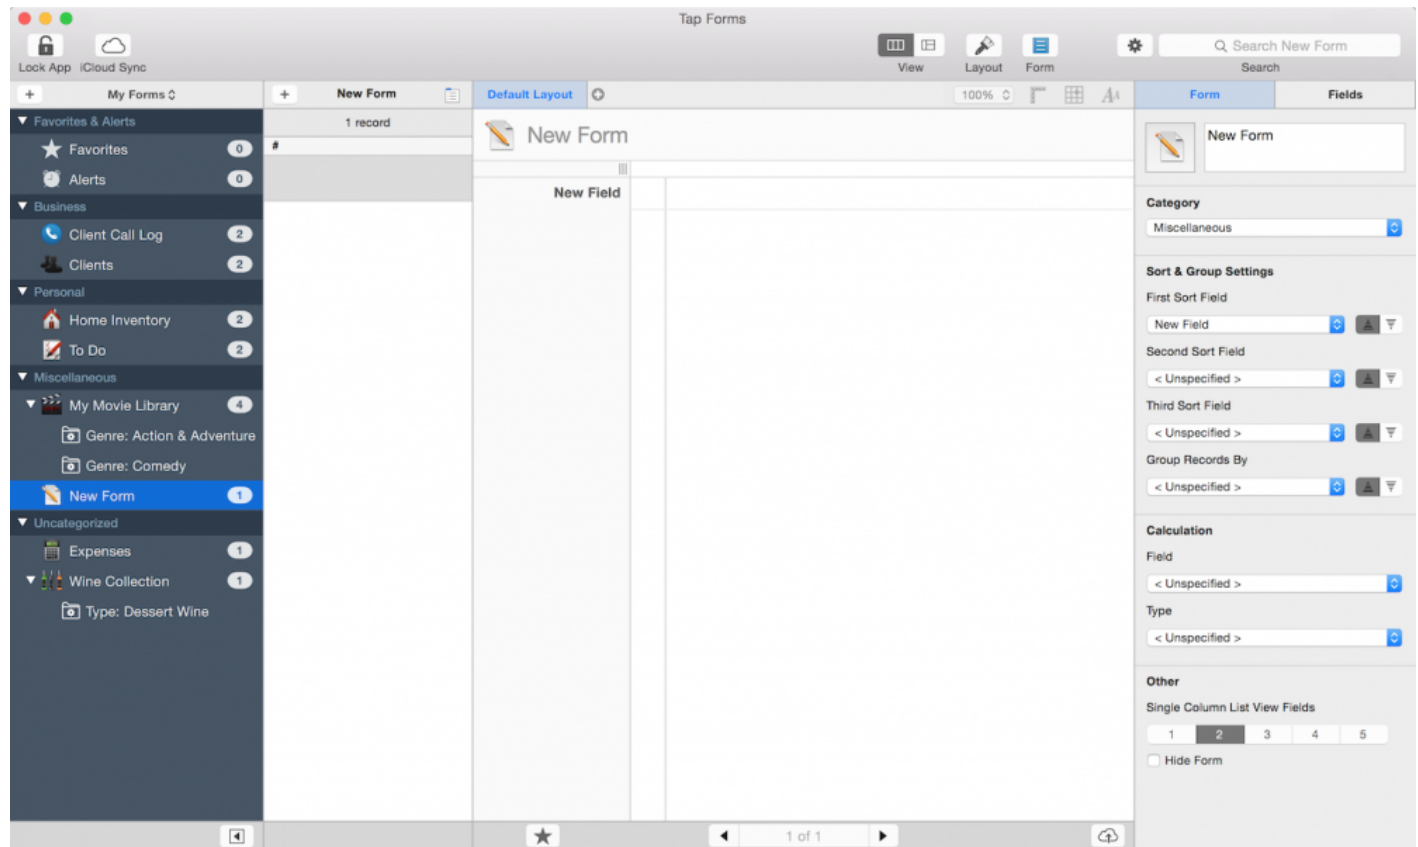 Tap Forms
Lock App iCloud Sync
View Layout Form
Search New Form
Search
+ My Forms
+ New Form
Default Layout
100%
Form Fields
Favorites & Alerts
Favorites 0
Alerts 0
Business
Client Call Log 2
Clients 2
Personal
Home Inventory 2
To Do 2
Miscellaneous
My Movie Library 4
Genre: Action & Adventure
Genre: Comedy
New Form 1
Uncategorized
Expenses 1
Wine Collection 1
Type: Dessert Wine
1 record
#
New Form
New Field
1 of 1
New Form
Category
Miscellaneous
Sort & Group Settings
First Sort Field
New Field
Second Sort Field
< Unspecified >
Third Sort Field
< Unspecified >
Group Records By
< Unspecified >
Calculation
Field
< Unspecified >
Type
< Unspecified >
Other
Single Column List View Fields
1 2 3 4 5
Hide Form